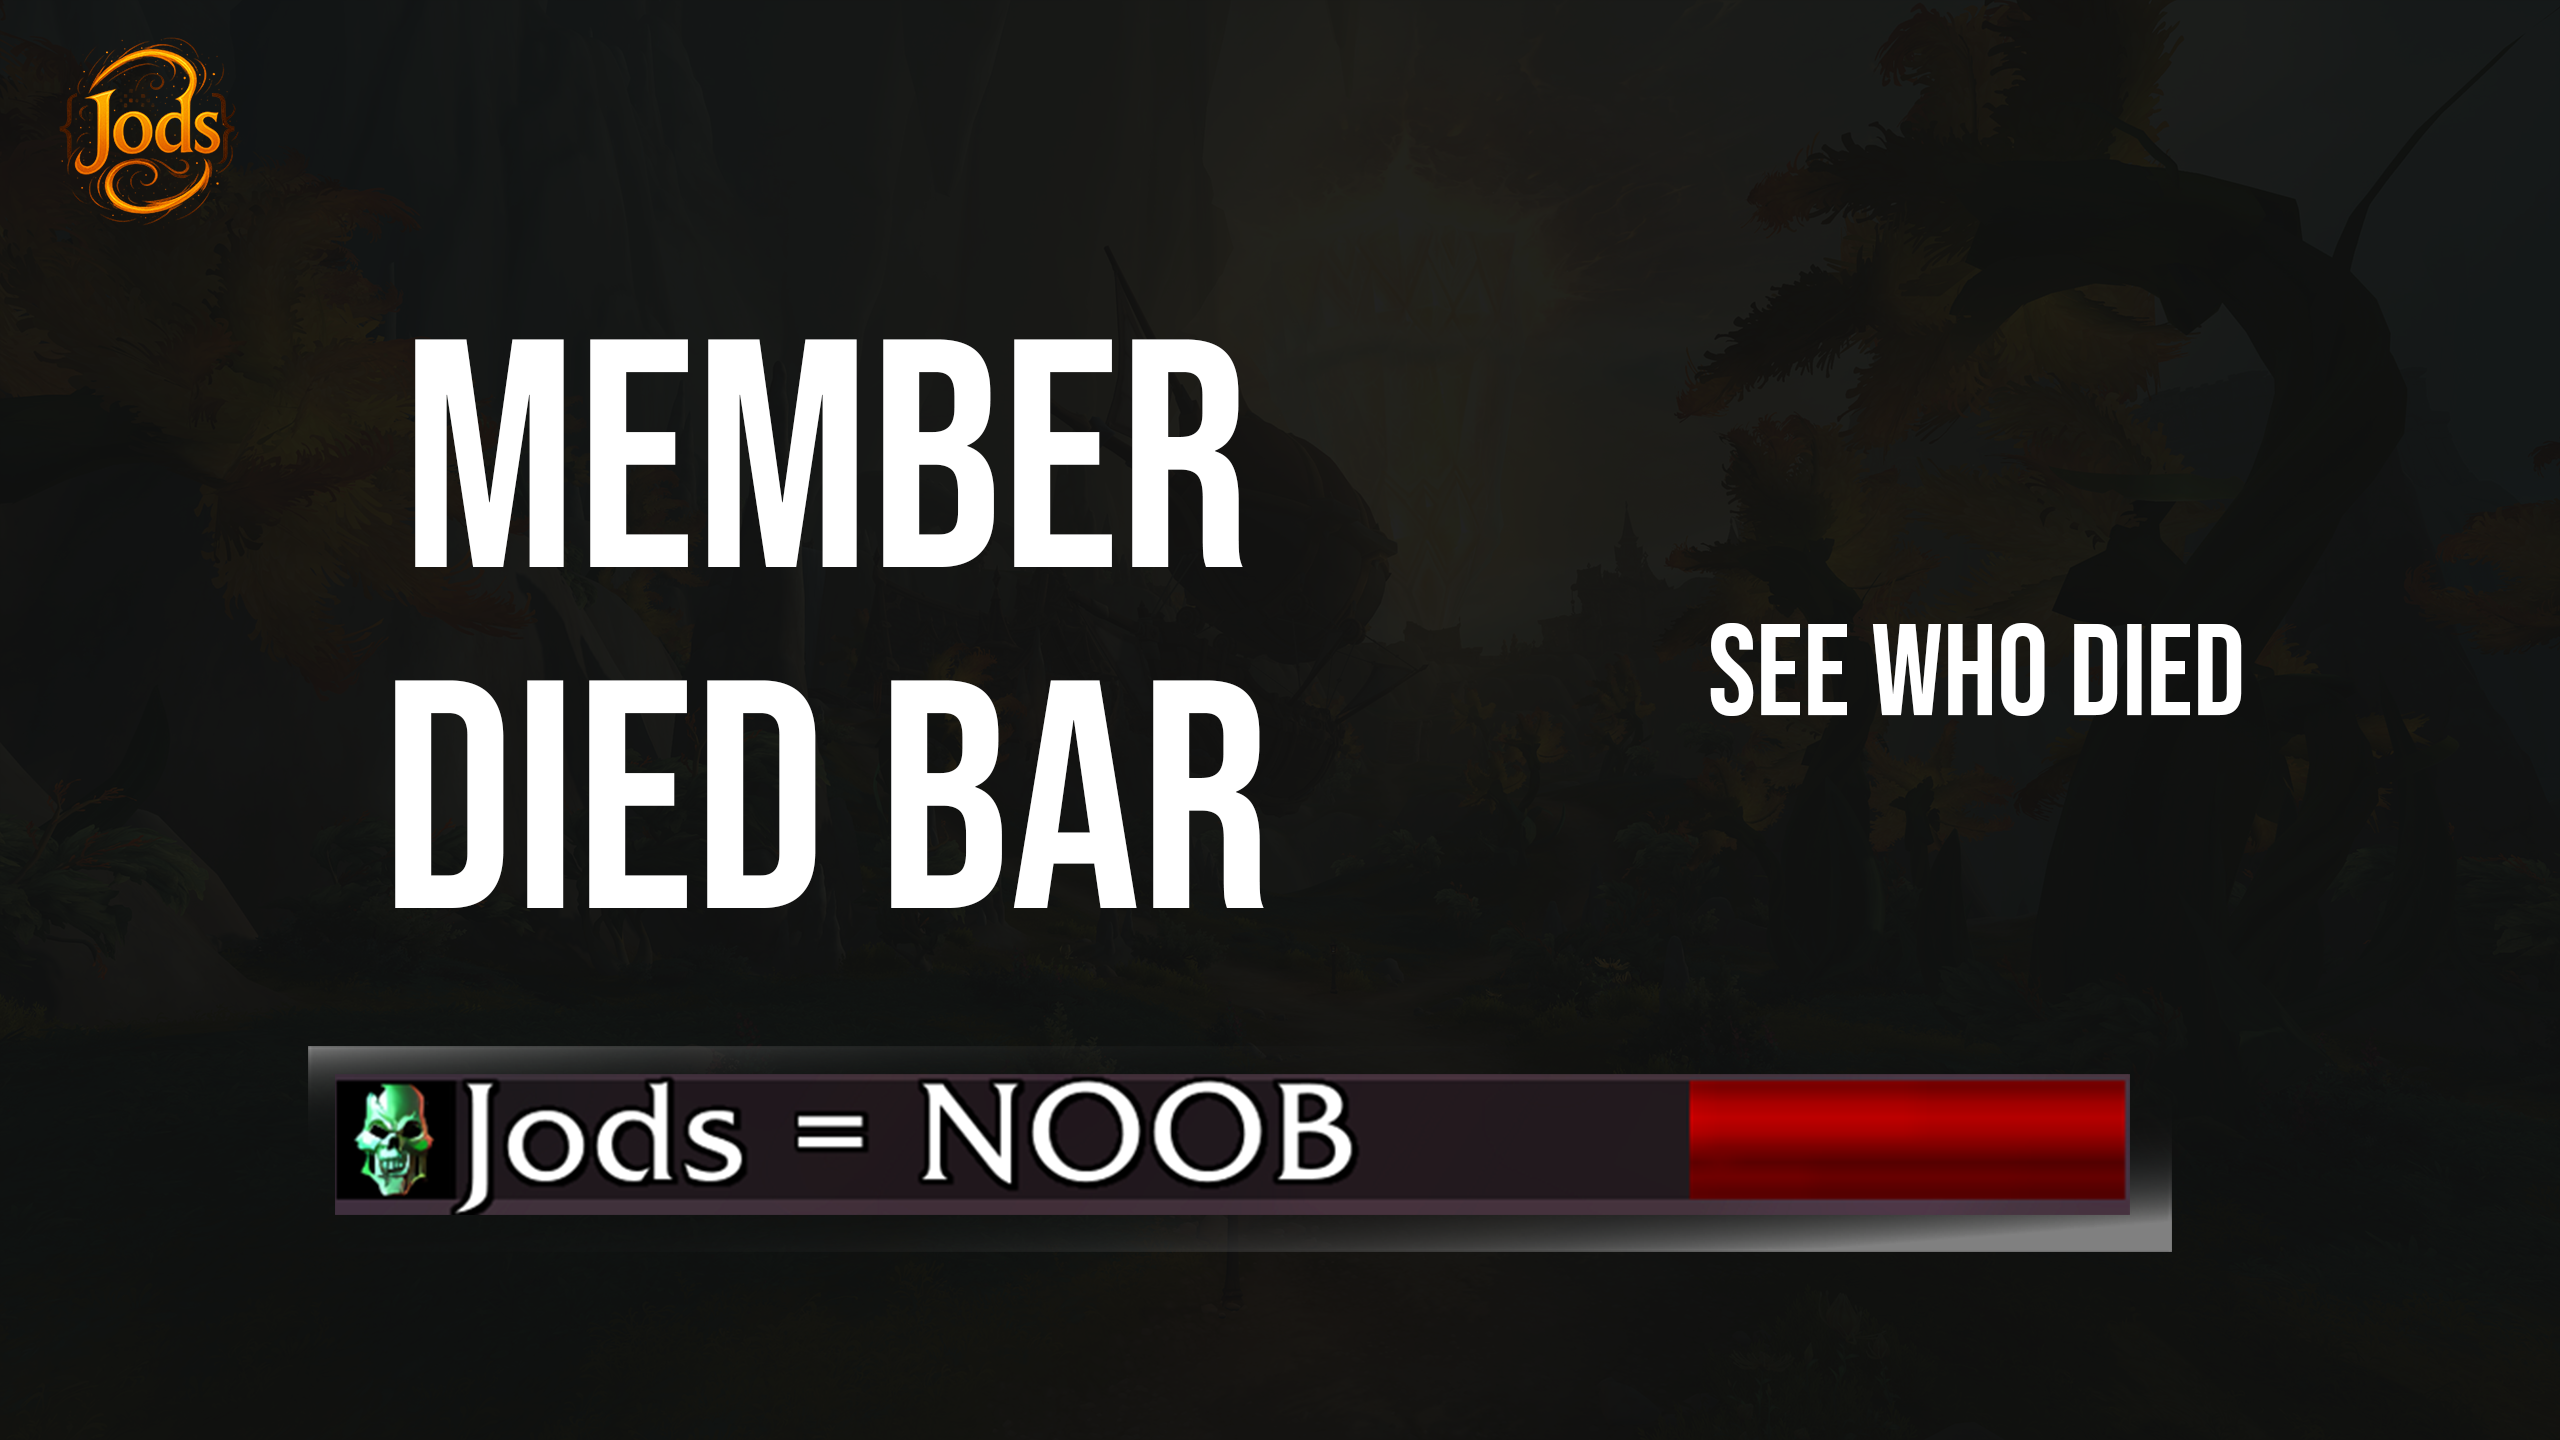 Jods
MEMBER
DIED BAR
SEE WHO DIED
Jods = NOOB